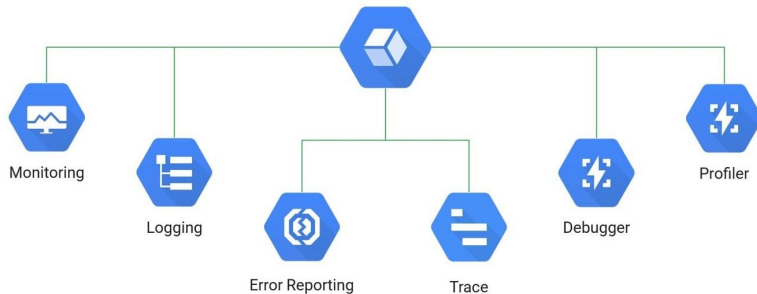 Monitoring
Logging
Error Reporting
Trace
Debugger
Profiler